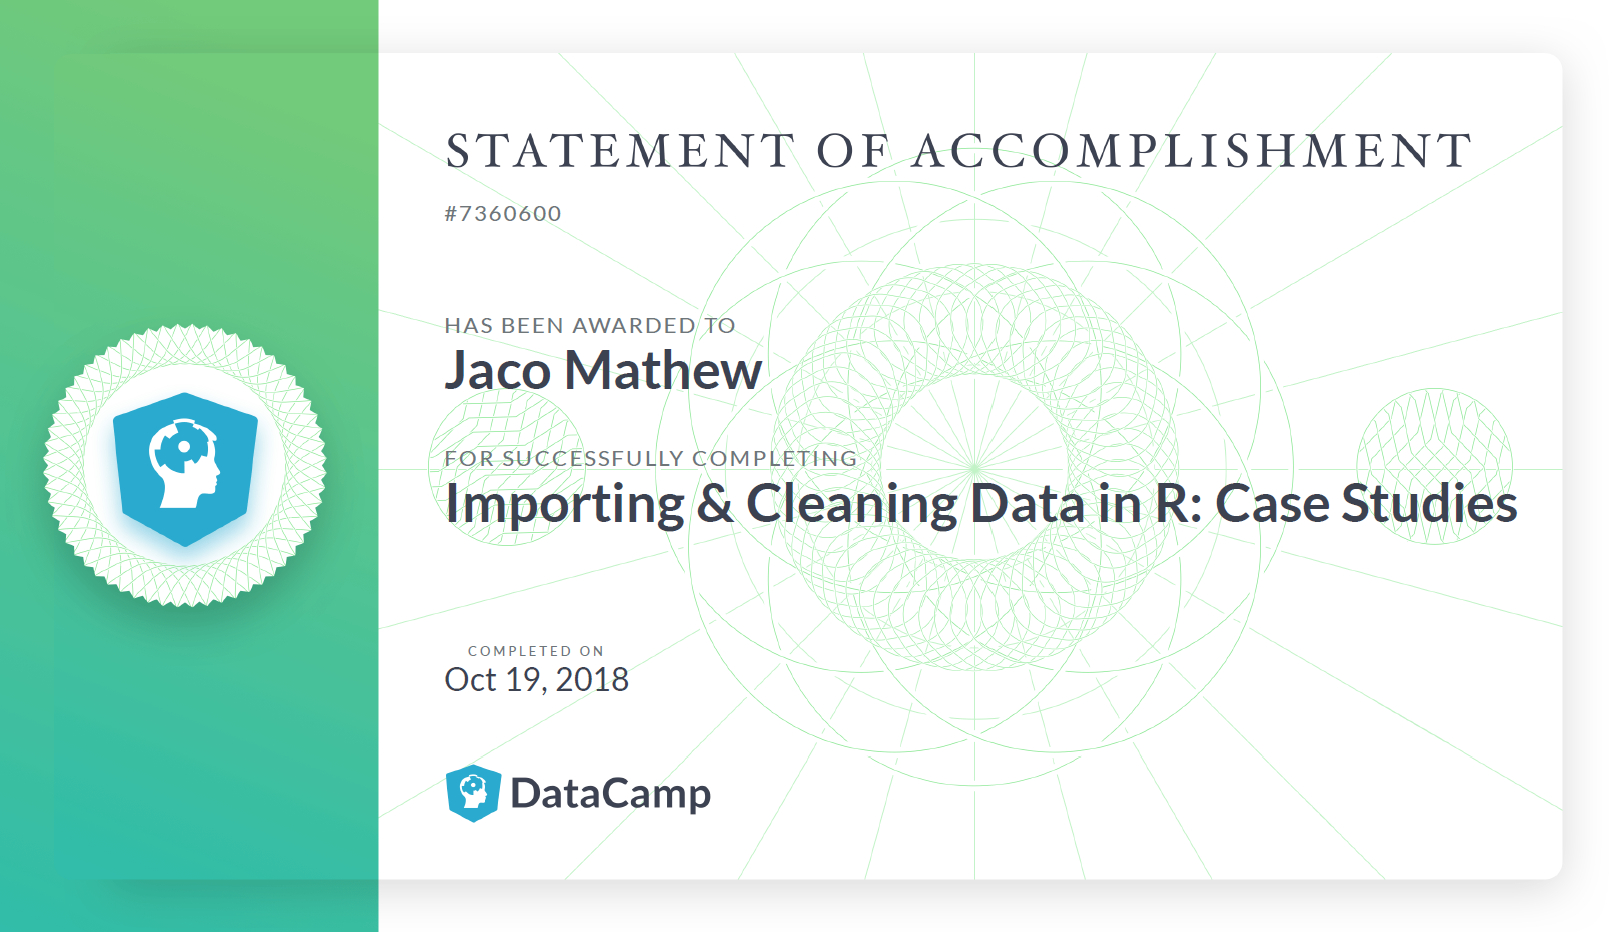 STATEMENT OF ACCOMPLISHMENT
#7360600
HAS BEEN AWARDED TO
Jaco Mathew
FOR SUCCESSFULLY COMPLETING
Importing & Cleaning Data in R: Case Studies
COMPLETED ON
Oct 19, 2018
DataCamp